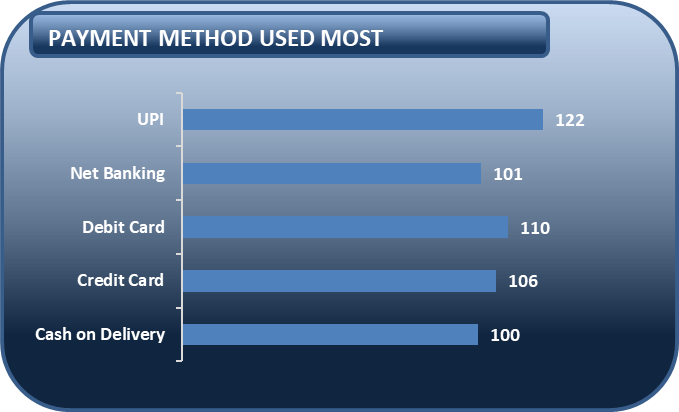 PAYMENT METHOD USED MOST
UPI 122
Net Banking 101
Debit Card 110
Credit Card 106
Cash on Delivery 100